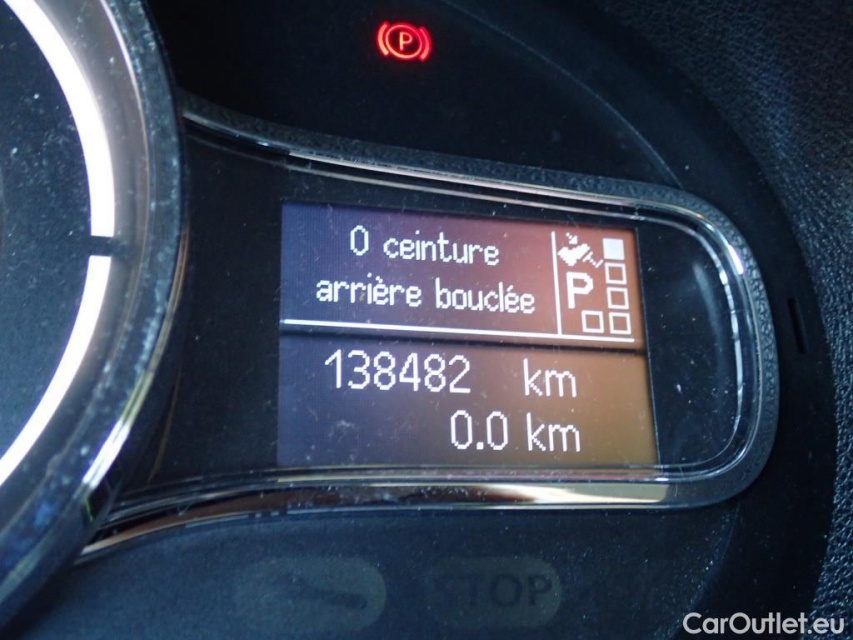 P
0 ceinture
arrière bouclée
P
138482 km
0.0 km
STOP
CarOutlet.eu